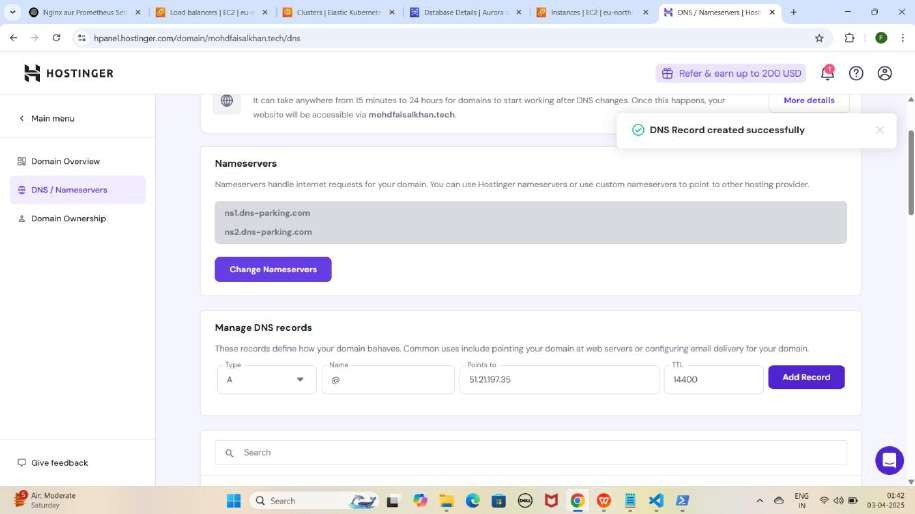 Nginx aur Prometheus Set
Load balancers | EC2 | eu-n
Clusters | Elastic Kubernete
Database Details | Aurora a
Instances | EC2 | eu-north-
DNS / Nameservers | Host
hpanel.hostinger.com/domain/mohdfaisalkhan.tech/dns
F
HOSTINGER
Refer & earn up to 200 USD
1
Main menu
It can take anywhere from 15 minutes to 24 hours for domains to start working after DNS changes. Once this happens, your
website will be accessible via mohdfaisalkhan.tech.
More details
DNS Record created successfully
Domain Overview
DNS / Nameservers
Domain Ownership
Nameservers
Nameservers handle internet requests for your domain. You can use Hostinger nameservers or use custom nameservers to point to other hosting provider.
ns1.dns-parking.com
ns2.dns-parking.com
Change Nameservers
Manage DNS records
These records define how your domain behaves. Common uses include pointing your domain at web servers or configuring email delivery for your domain.
Type
A
Name
@
Points to
51.21.197.35
TTL
14400
Add Record
Search
Give feedback
5
Air: Moderate
Saturday
Search
DELL
ENG
IN
01:42
03-04-2025